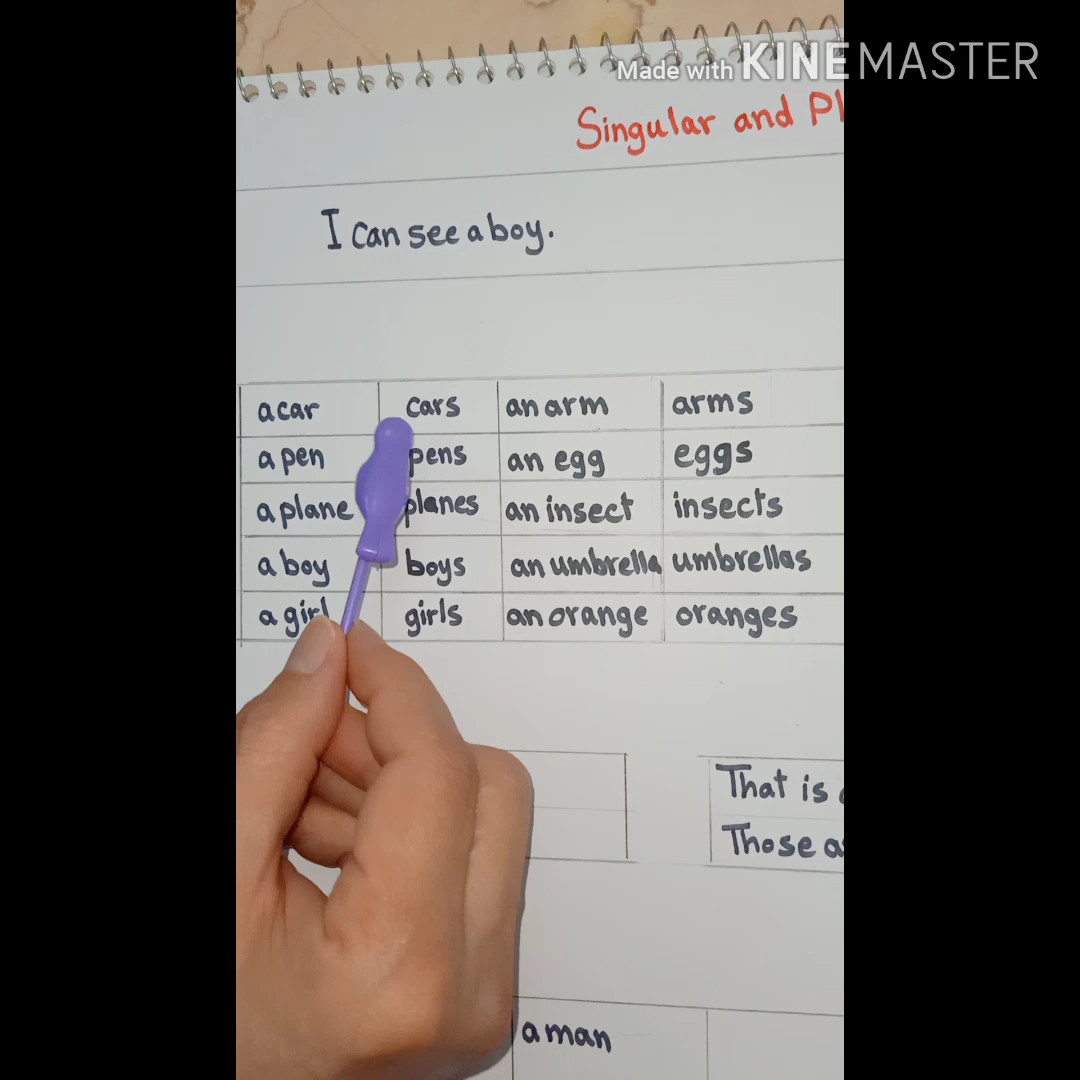 Made with KINEMASTER
Singular and Pl
I can see a boy.
a car cars an arm arms
a pen pens an egg eggs
a plane planes an insect insects
a boy boys an umbrella umbrellas
a girl girls an orange oranges
That is
Those a
a man